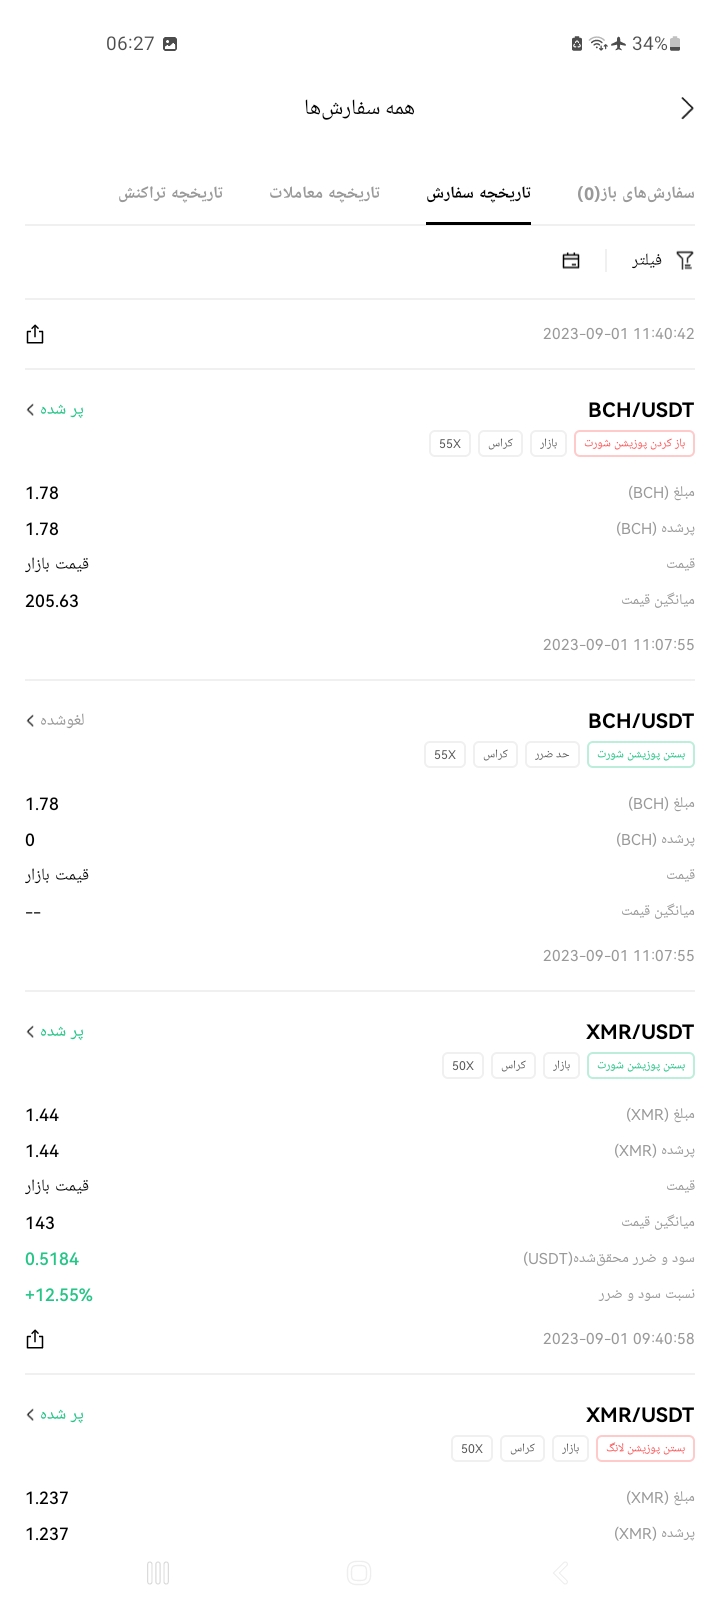 06:27 34%
همه سفارش‌ها
سفارش‌های باز(0) تاریخچه سفارش تاریخچه معاملات تاریخچه تراکنش
فیلتر
2023-09-01 11:40:42
BCH/USDT پر شده
باز کردن پوزیشن شورت بازار کراس 55X
مبلغ (BCH) 1.78
پرشده (BCH) 1.78
قیمت قیمت بازار
میانگین قیمت 205.63
2023-09-01 11:07:55
BCH/USDT لغوشده
بستن پوزیشن شورت حد ضرر کراس 55X
مبلغ (BCH) 1.78
پرشده (BCH) 0
قیمت قیمت بازار
میانگین قیمت --
2023-09-01 11:07:55
XMR/USDT پر شده
بستن پوزیشن شورت بازار کراس 50X
مبلغ (XMR) 1.44
پرشده (XMR) 1.44
قیمت قیمت بازار
میانگین قیمت 143
سود و ضرر محقق‌شده(USDT) 0.5184
نسبت سود و ضرر +12.55%
2023-09-01 09:40:58
XMR/USDT پر شده
بستن پوزیشن لانگ بازار کراس 50X
مبلغ (XMR) 1.237
پرشده (XMR) 1.237